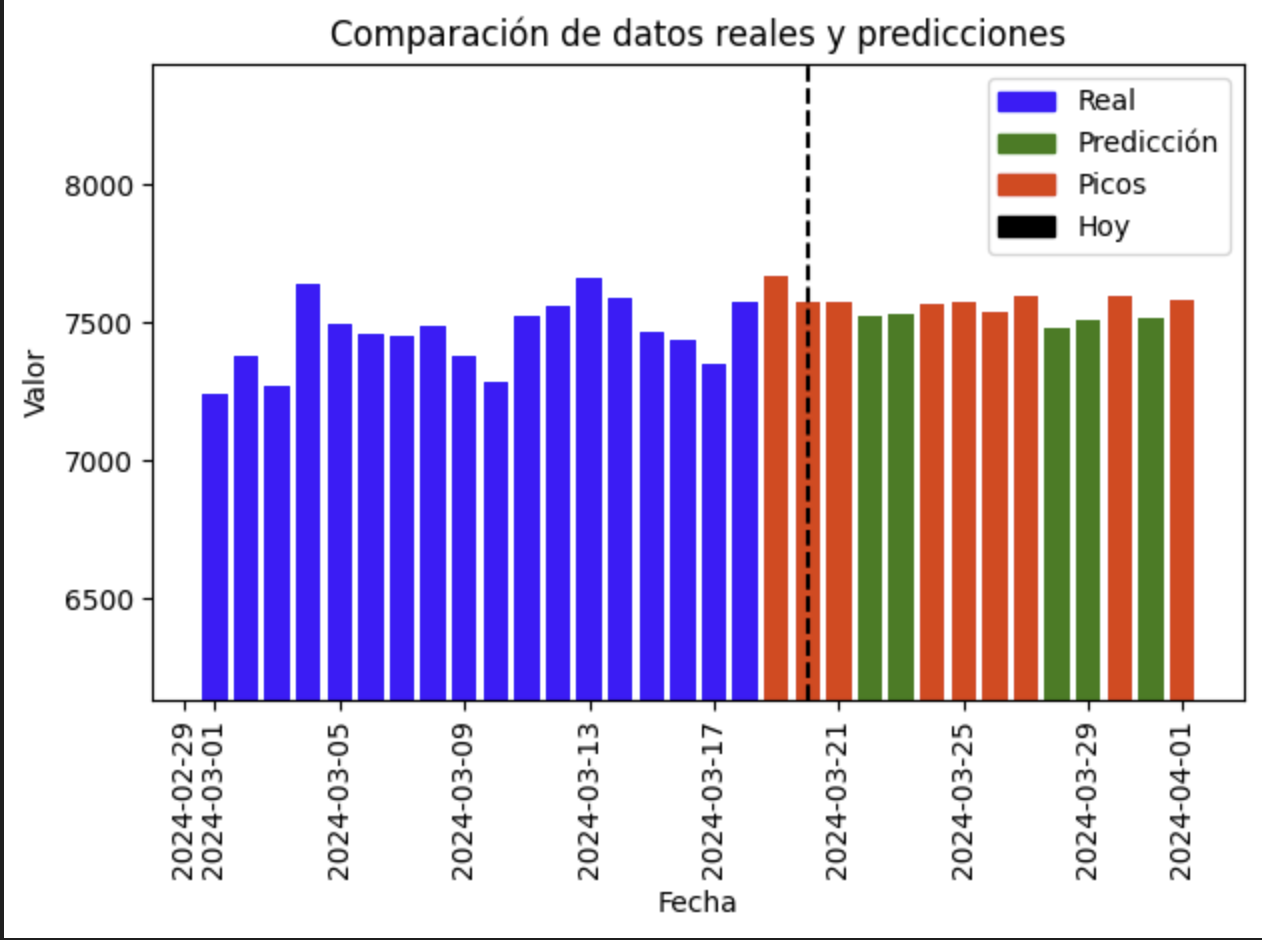 Comparación de datos reales y predicciones
Real
Predicción
Picos
Hoy
8000
7500
7000
6500
Valor
2024-02-29
2024-03-01
2024-03-05
2024-03-09
2024-03-13
2024-03-17
2024-03-21
2024-03-25
2024-03-29
2024-04-01
Fecha